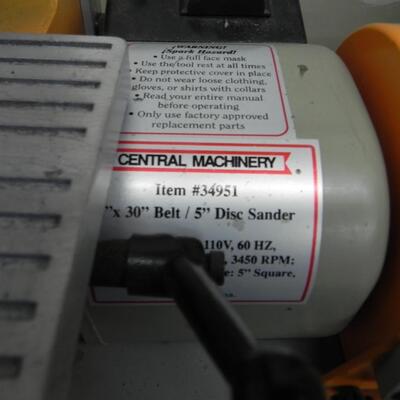 ¡WARNING!
¡Spark Hazard!
• Use a full face mask
• Use the tool rest at all times
• Keep protective cover in place
• Do not wear loose clothing,
gloves, or shirts with collars
• Read your entire manual
before operating
• Only use factory approved
replacement parts
CENTRAL MACHINERY
Item #34951
" x 30" Belt / 5" Disc Sander
110V, 60 HZ,
, 3450 RPM:
: 5" Square.